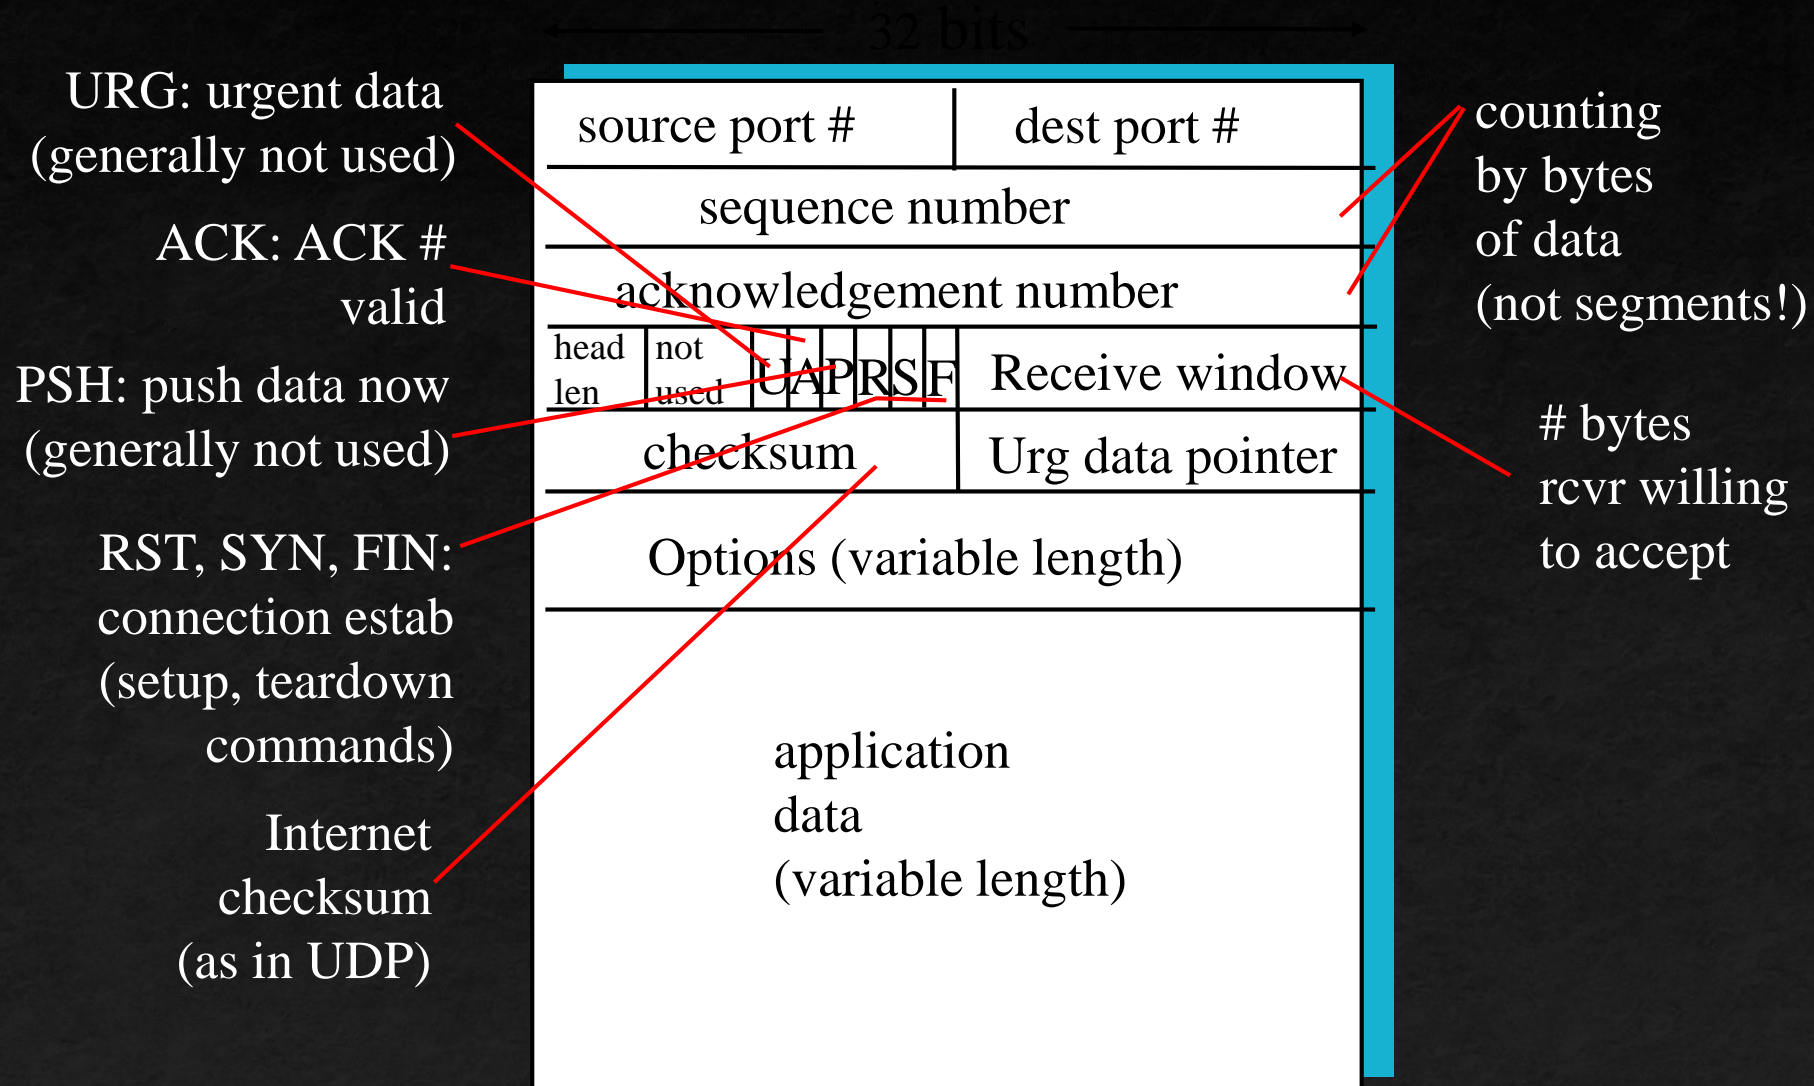 32 bits
URG: urgent data
(generally not used)
ACK: ACK #
valid
PSH: push data now
(generally not used)
RST, SYN, FIN:
connection estab
(setup, teardown
commands)
Internet
checksum
(as in UDP)
source port #
dest port #
sequence number
acknowledgement number
head
len
not
used
U
A
P
R
S
F
Receive window
checksum
Urg data pointer
Options (variable length)
application
data
(variable length)
counting
by bytes
of data
(not segments!)
# bytes
rcvr willing
to accept